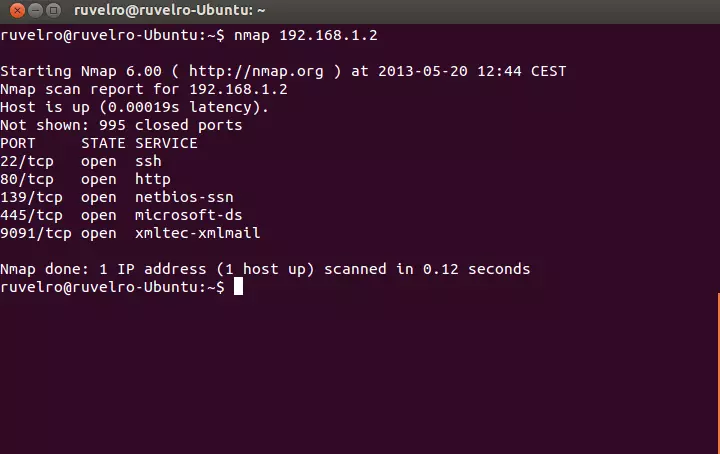 ruvelro@ruvelro-Ubuntu: ~
ruvelro@ruvelro-Ubuntu:~$ nmap 192.168.1.2
Starting Nmap 6.00 ( http://nmap.org ) at 2013-05-20 12:44 CEST
Nmap scan report for 192.168.1.2
Host is up (0.00019s latency).
Not shown: 995 closed ports
PORT     STATE SERVICE
22/tcp   open  ssh
80/tcp   open  http
139/tcp  open  netbios-ssn
445/tcp  open  microsoft-ds
9091/tcp open  xmltec-xmlmail
Nmap done: 1 IP address (1 host up) scanned in 0.12 seconds
ruvelro@ruvelro-Ubuntu:~$